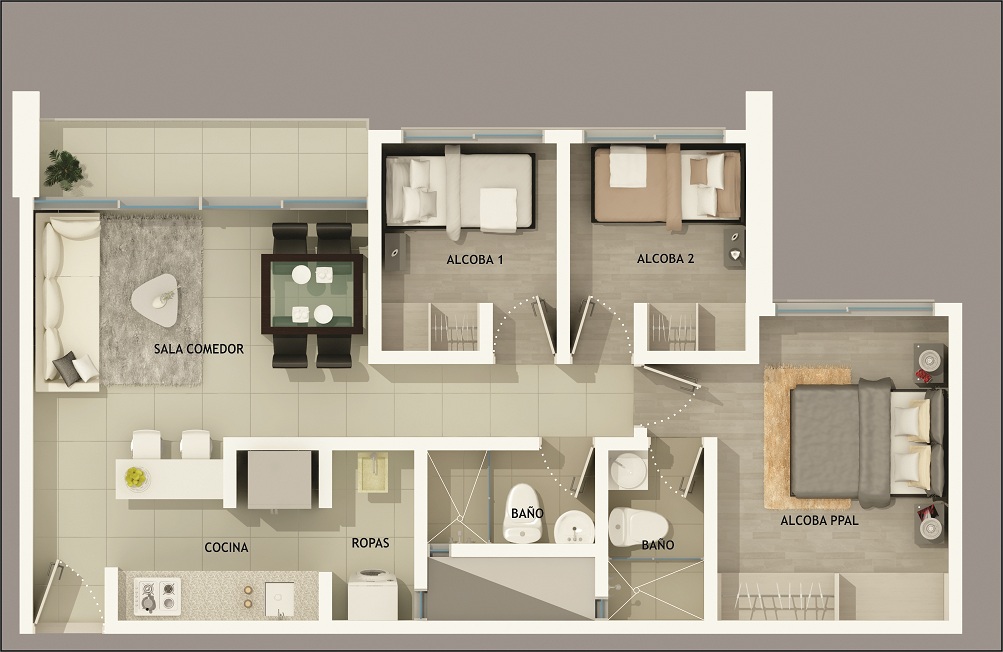 ALCOBA 1
ALCOBA 2
SALA COMEDOR
ALCOBA PPAL
BAÑO
BAÑO
ROPAS
COCINA